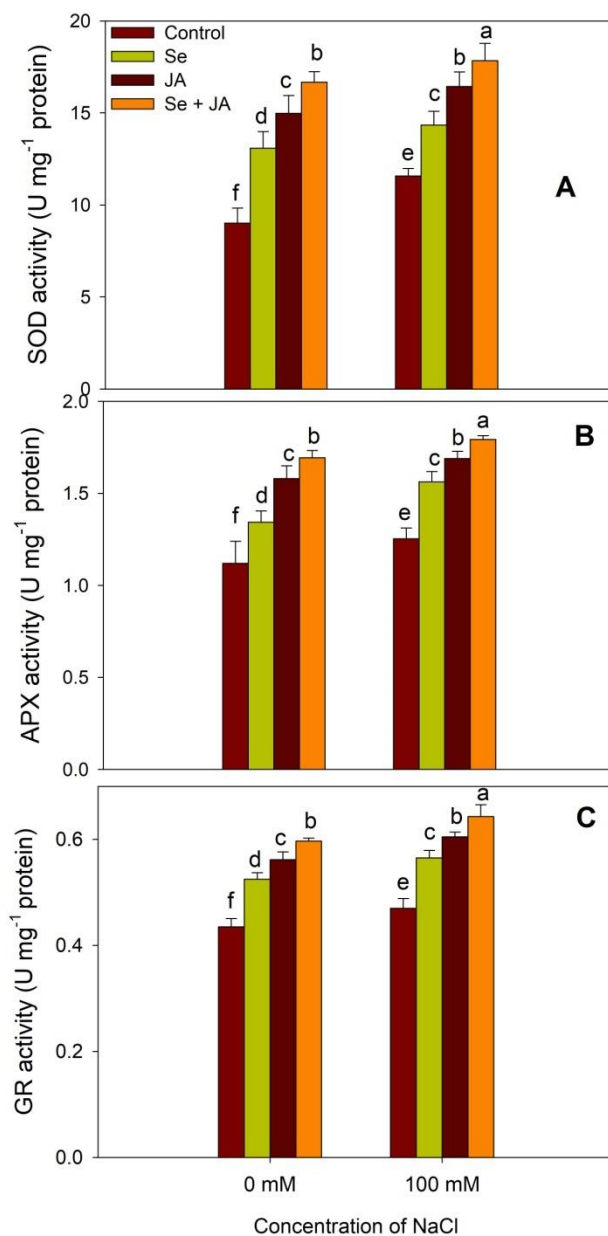 Control
Se
JA
Se + JA
20
15
10
5
0
SOD activity (U mg⁻¹ protein)
f
d
c
b
e
c
b
a
A
2.0
1.5
1.0
0.5
0.0
APX activity (U mg⁻¹ protein)
f
d
c
b
e
c
b
a
B
0.6
0.4
0.2
0.0
GR activity (U mg⁻¹ protein)
f
d
c
b
e
c
b
a
C
0 mM
100 mM
Concentration of NaCl